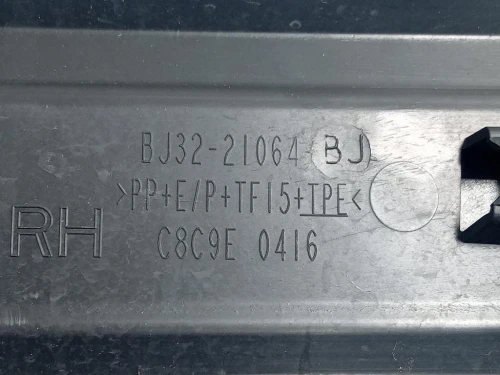 BJ32-21064-BJ
>PP+E/P+TF15+TPE<
RH
C8C9E 0416